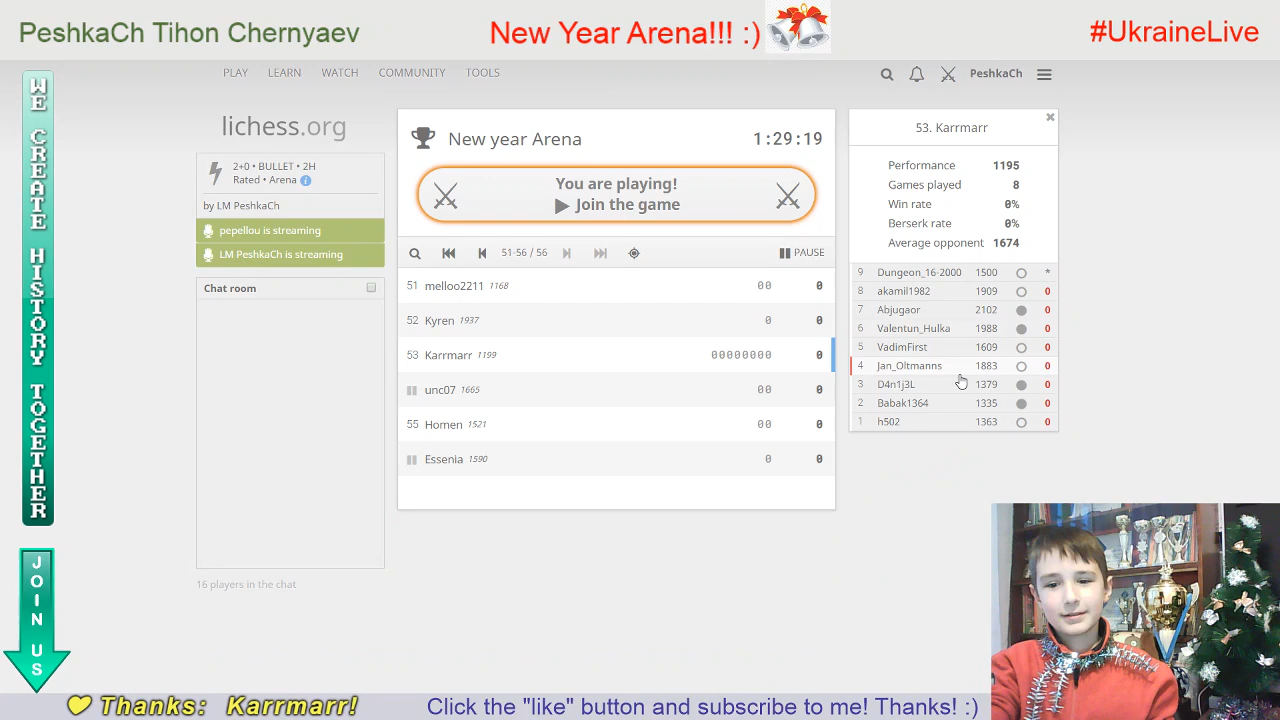 PeshkaCh Tihon Chernyaev
New Year Arena!!! :)
#UkraineLive
PLAY LEARN WATCH COMMUNITY TOOLS
PeshkaCh
WE CREATE HISTORY TOGETHER
JOIN US
lichess.org
2+0 • BULLET • 2H
Rated • Arena
by LM PeshkaCh
pepellou is streaming
LM PeshkaCh is streaming
Chat room
16 players in the chat
New year Arena 1:29:19
You are playing!
Join the game
51-56 / 56 PAUSE
51 melloo2211 1168 00 0
52 Kyren 1937 0 0
53 Karrmarr 1199 00000000 0
unc07 1665 00 0
55 Homen 1521 00 0
Essenia 1590 0 0
53. Karrmarr
Performance 1195
Games played 8
Win rate 0%
Berserk rate 0%
Average opponent 1674
9 Dungeon_16-2000 1500 *
8 akamil1982 1909 0
7 Abjugaor 2102 0
6 Valentun_Hulka 1988 0
5 VadimFirst 1609 0
4 Jan_Oltmanns 1883 0
3 D4n1j3L 1379 0
2 Babak1364 1335 0
1 h502 1363 0
Thanks: Karrmarr!
Click the "like" button and subscribe to me! Thanks! :)